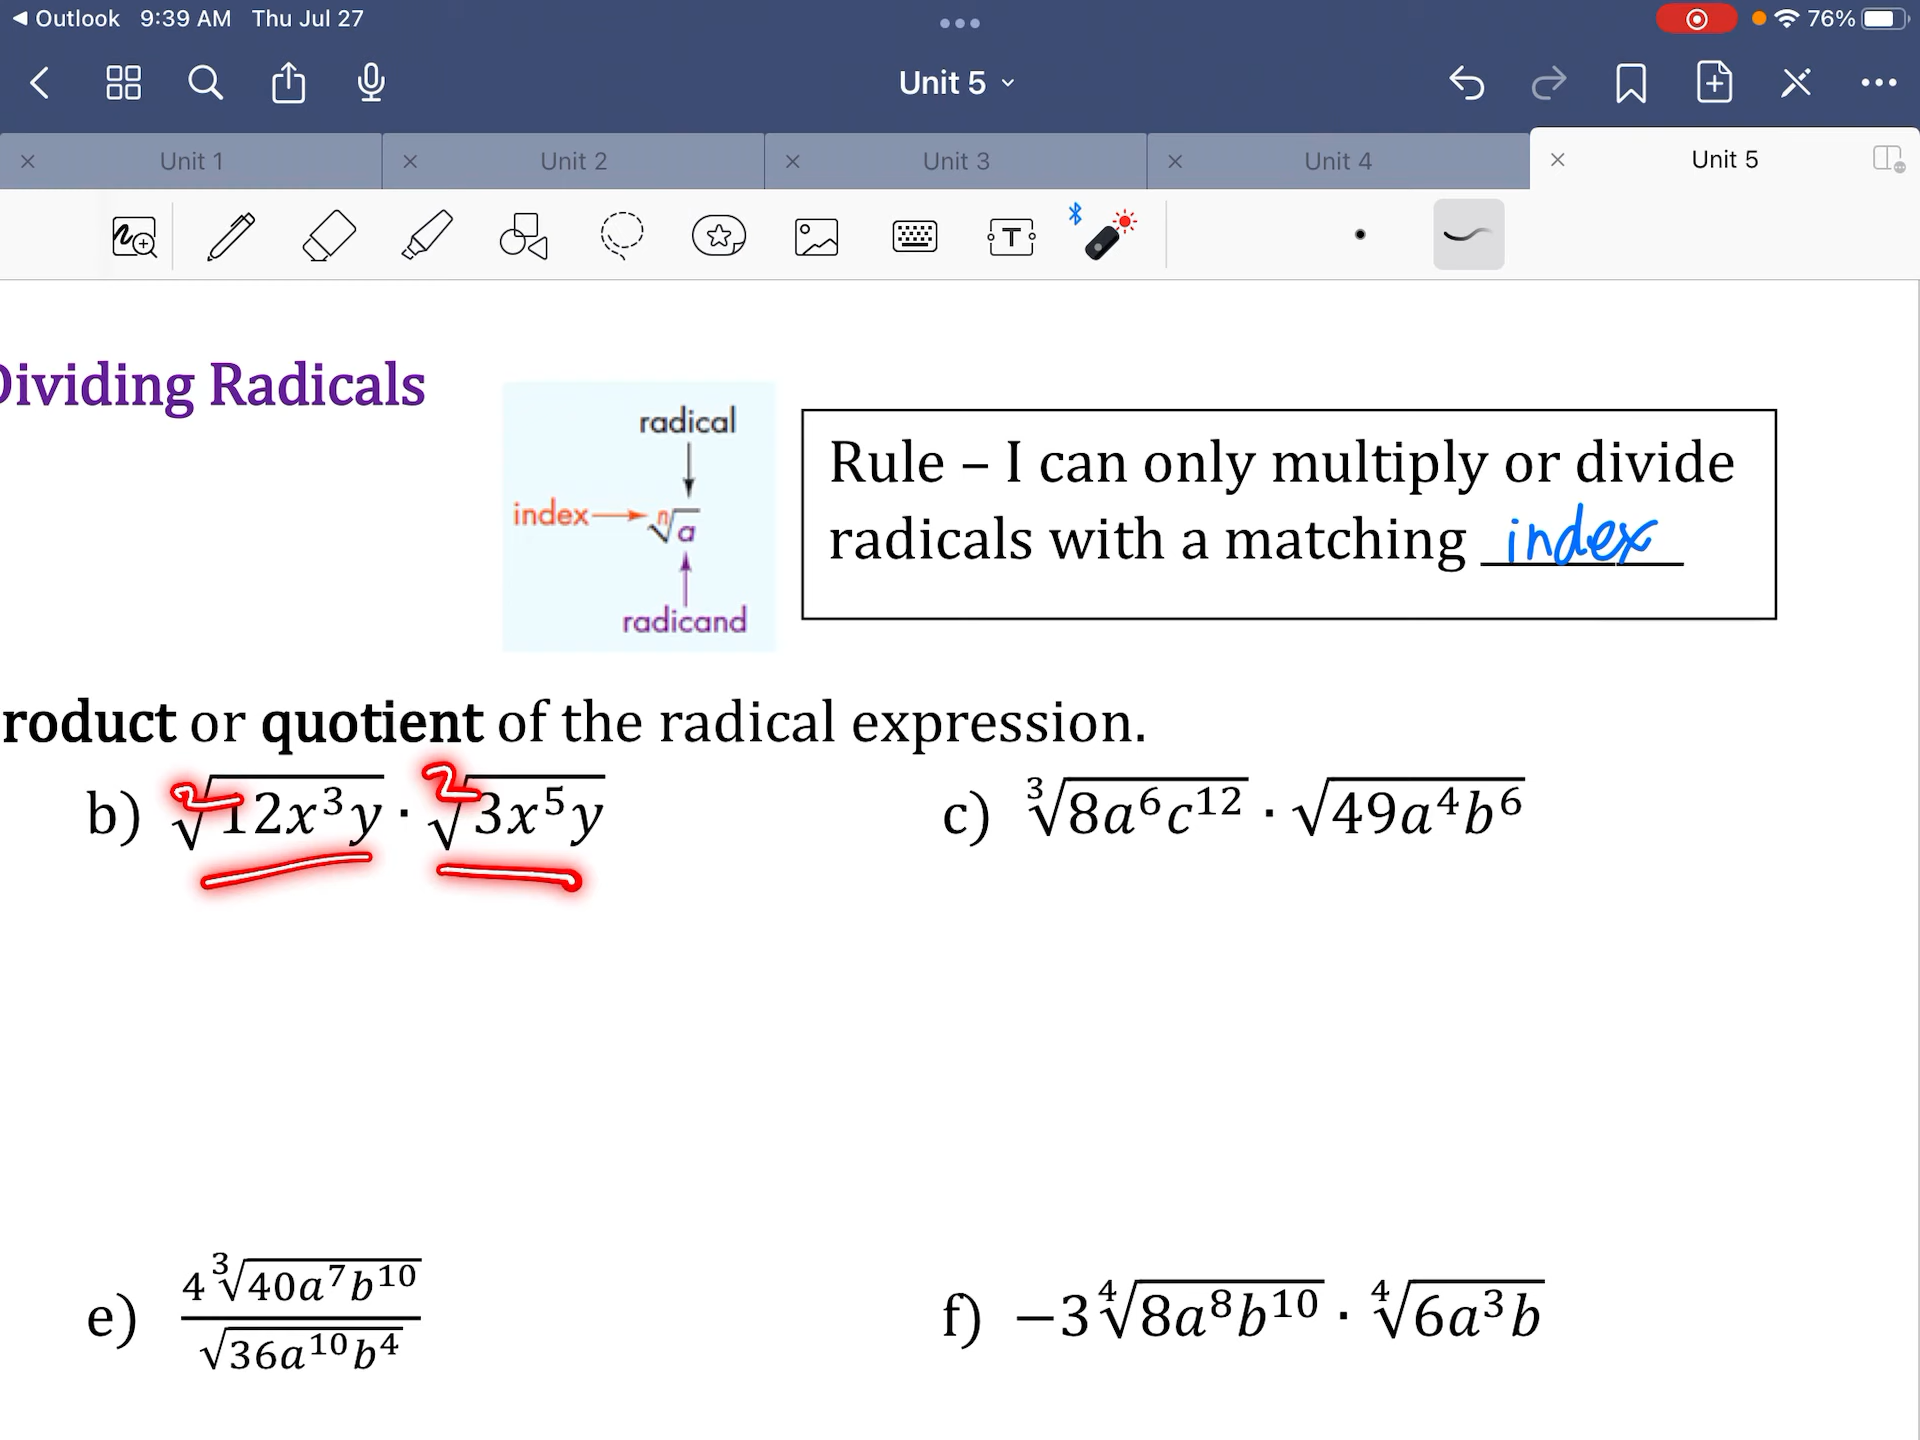 Outlook 9:39 AM Thu Jul 27 76%
Unit 5
Unit 1 Unit 2 Unit 3 Unit 4 Unit 5
T
Dividing Radicals
radical
index
ⁿ√a
radicand
Rule – I can only multiply or divide
radicals with a matching index
roduct or quotient of the radical expression.
b) ²√12x³y · ²√3x⁵y
c) ³√8a⁶c¹² · √49a⁴b⁶
e) 4 ³√40a⁷b¹⁰
√36a¹⁰b⁴
f) −3 ⁴√8a⁸b¹⁰ · ⁴√6a³b